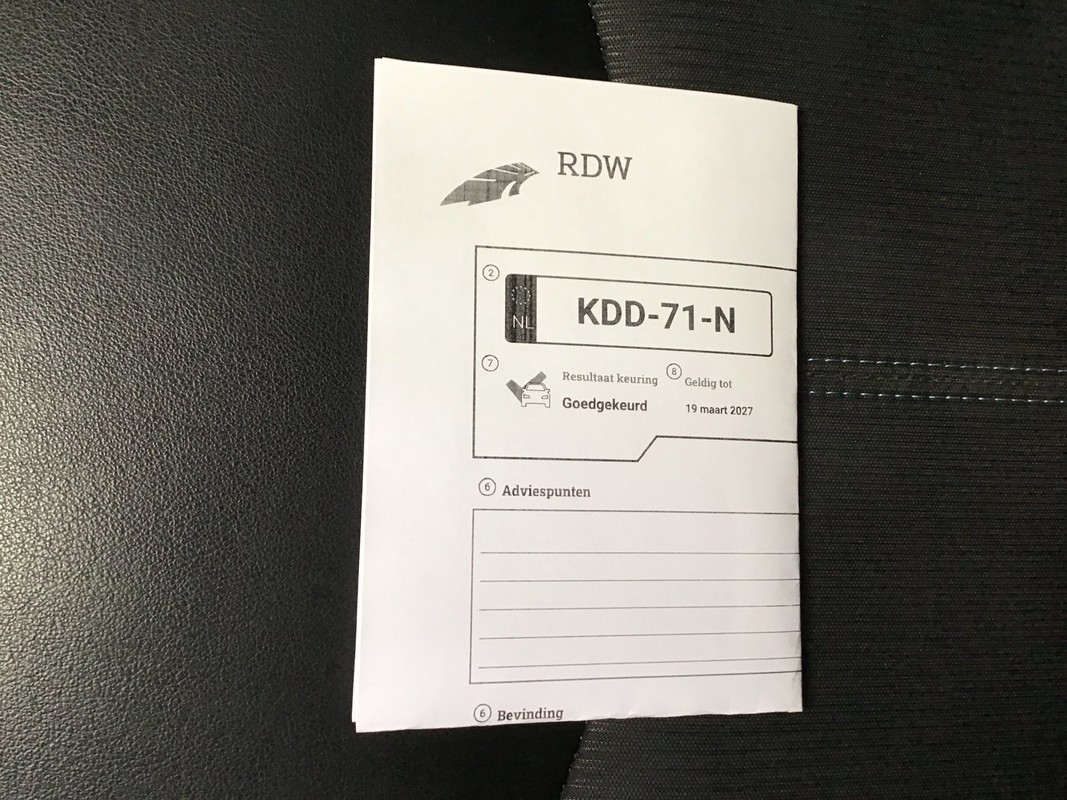 RDW
2
NL KDD-71-N
7 Resultaat keuring 8 Geldig tot
Goedgekeurd 19 maart 2027
6 Adviespunten
6 Bevinding